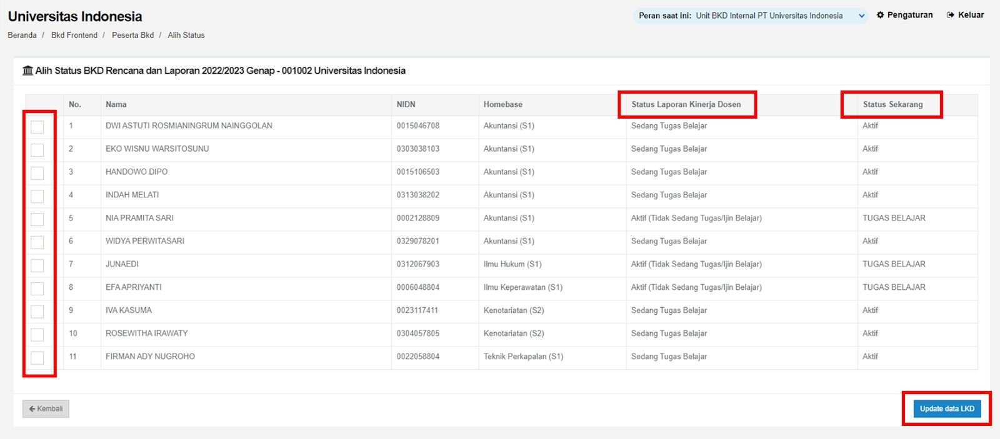 Universitas Indonesia
Peran saat ini: Unit BKD Internal PT Universitas Indonesia Pengaturan Keluar
Beranda / Bkd Frontend / Peserta Bkd / Alih Status
Alih Status BKD Rencana dan Laporan 2022/2023 Genap - 001002 Universitas Indonesia
No. Nama NIDN Homebase Status Laporan Kinerja Dosen Status Sekarang
1 DWI ASTUTI ROSMIANINGRUM NAINGGOLAN 0015046708 Akuntansi (S1) Sedang Tugas Belajar Aktif
2 EKO WISNU WARSITOSUNU 0303038103 Akuntansi (S1) Sedang Tugas Belajar Aktif
3 HANDOWO DIPO 0015106503 Akuntansi (S1) Sedang Tugas Belajar Aktif
4 INDAH MELATI 0313038202 Akuntansi (S1) Sedang Tugas Belajar Aktif
5 NIA PRAMITA SARI 0002128809 Akuntansi (S1) Aktif (Tidak Sedang Tugas/Ijin Belajar) TUGAS BELAJAR
6 WIDYA PERWITASARI 0329078201 Akuntansi (S1) Sedang Tugas Belajar Aktif
7 JUNAEDI 0312067903 Ilmu Hukum (S1) Aktif (Tidak Sedang Tugas/Ijin Belajar) TUGAS BELAJAR
8 EFA APRIYANTI 0006048804 Ilmu Keperawatan (S1) Aktif (Tidak Sedang Tugas/Ijin Belajar) TUGAS BELAJAR
9 IVA KASUMA 0023117411 Kenotariatan (S2) Sedang Tugas Belajar Aktif
10 ROSEWITHA IRAWATY 0304057805 Kenotariatan (S2) Sedang Tugas Belajar Aktif
11 FIRMAN ADY NUGROHO 0022058804 Teknik Perkapalan (S1) Sedang Tugas Belajar Aktif
Kembali Update data LKD